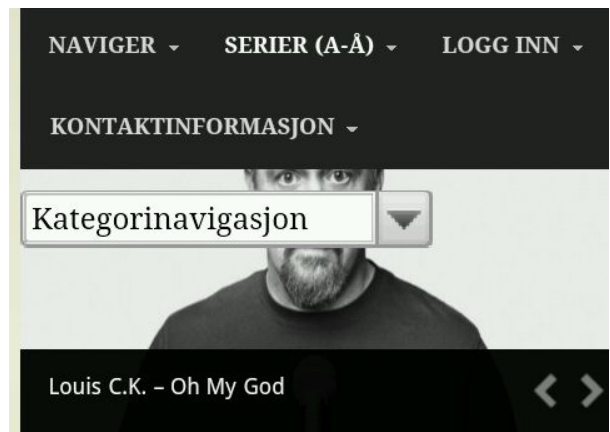 NAVIGER SERIER (A-Å) LOGG INN
KONTAKTINFORMASJON
Kategorinavigasjon
Louis C.K. – Oh My God